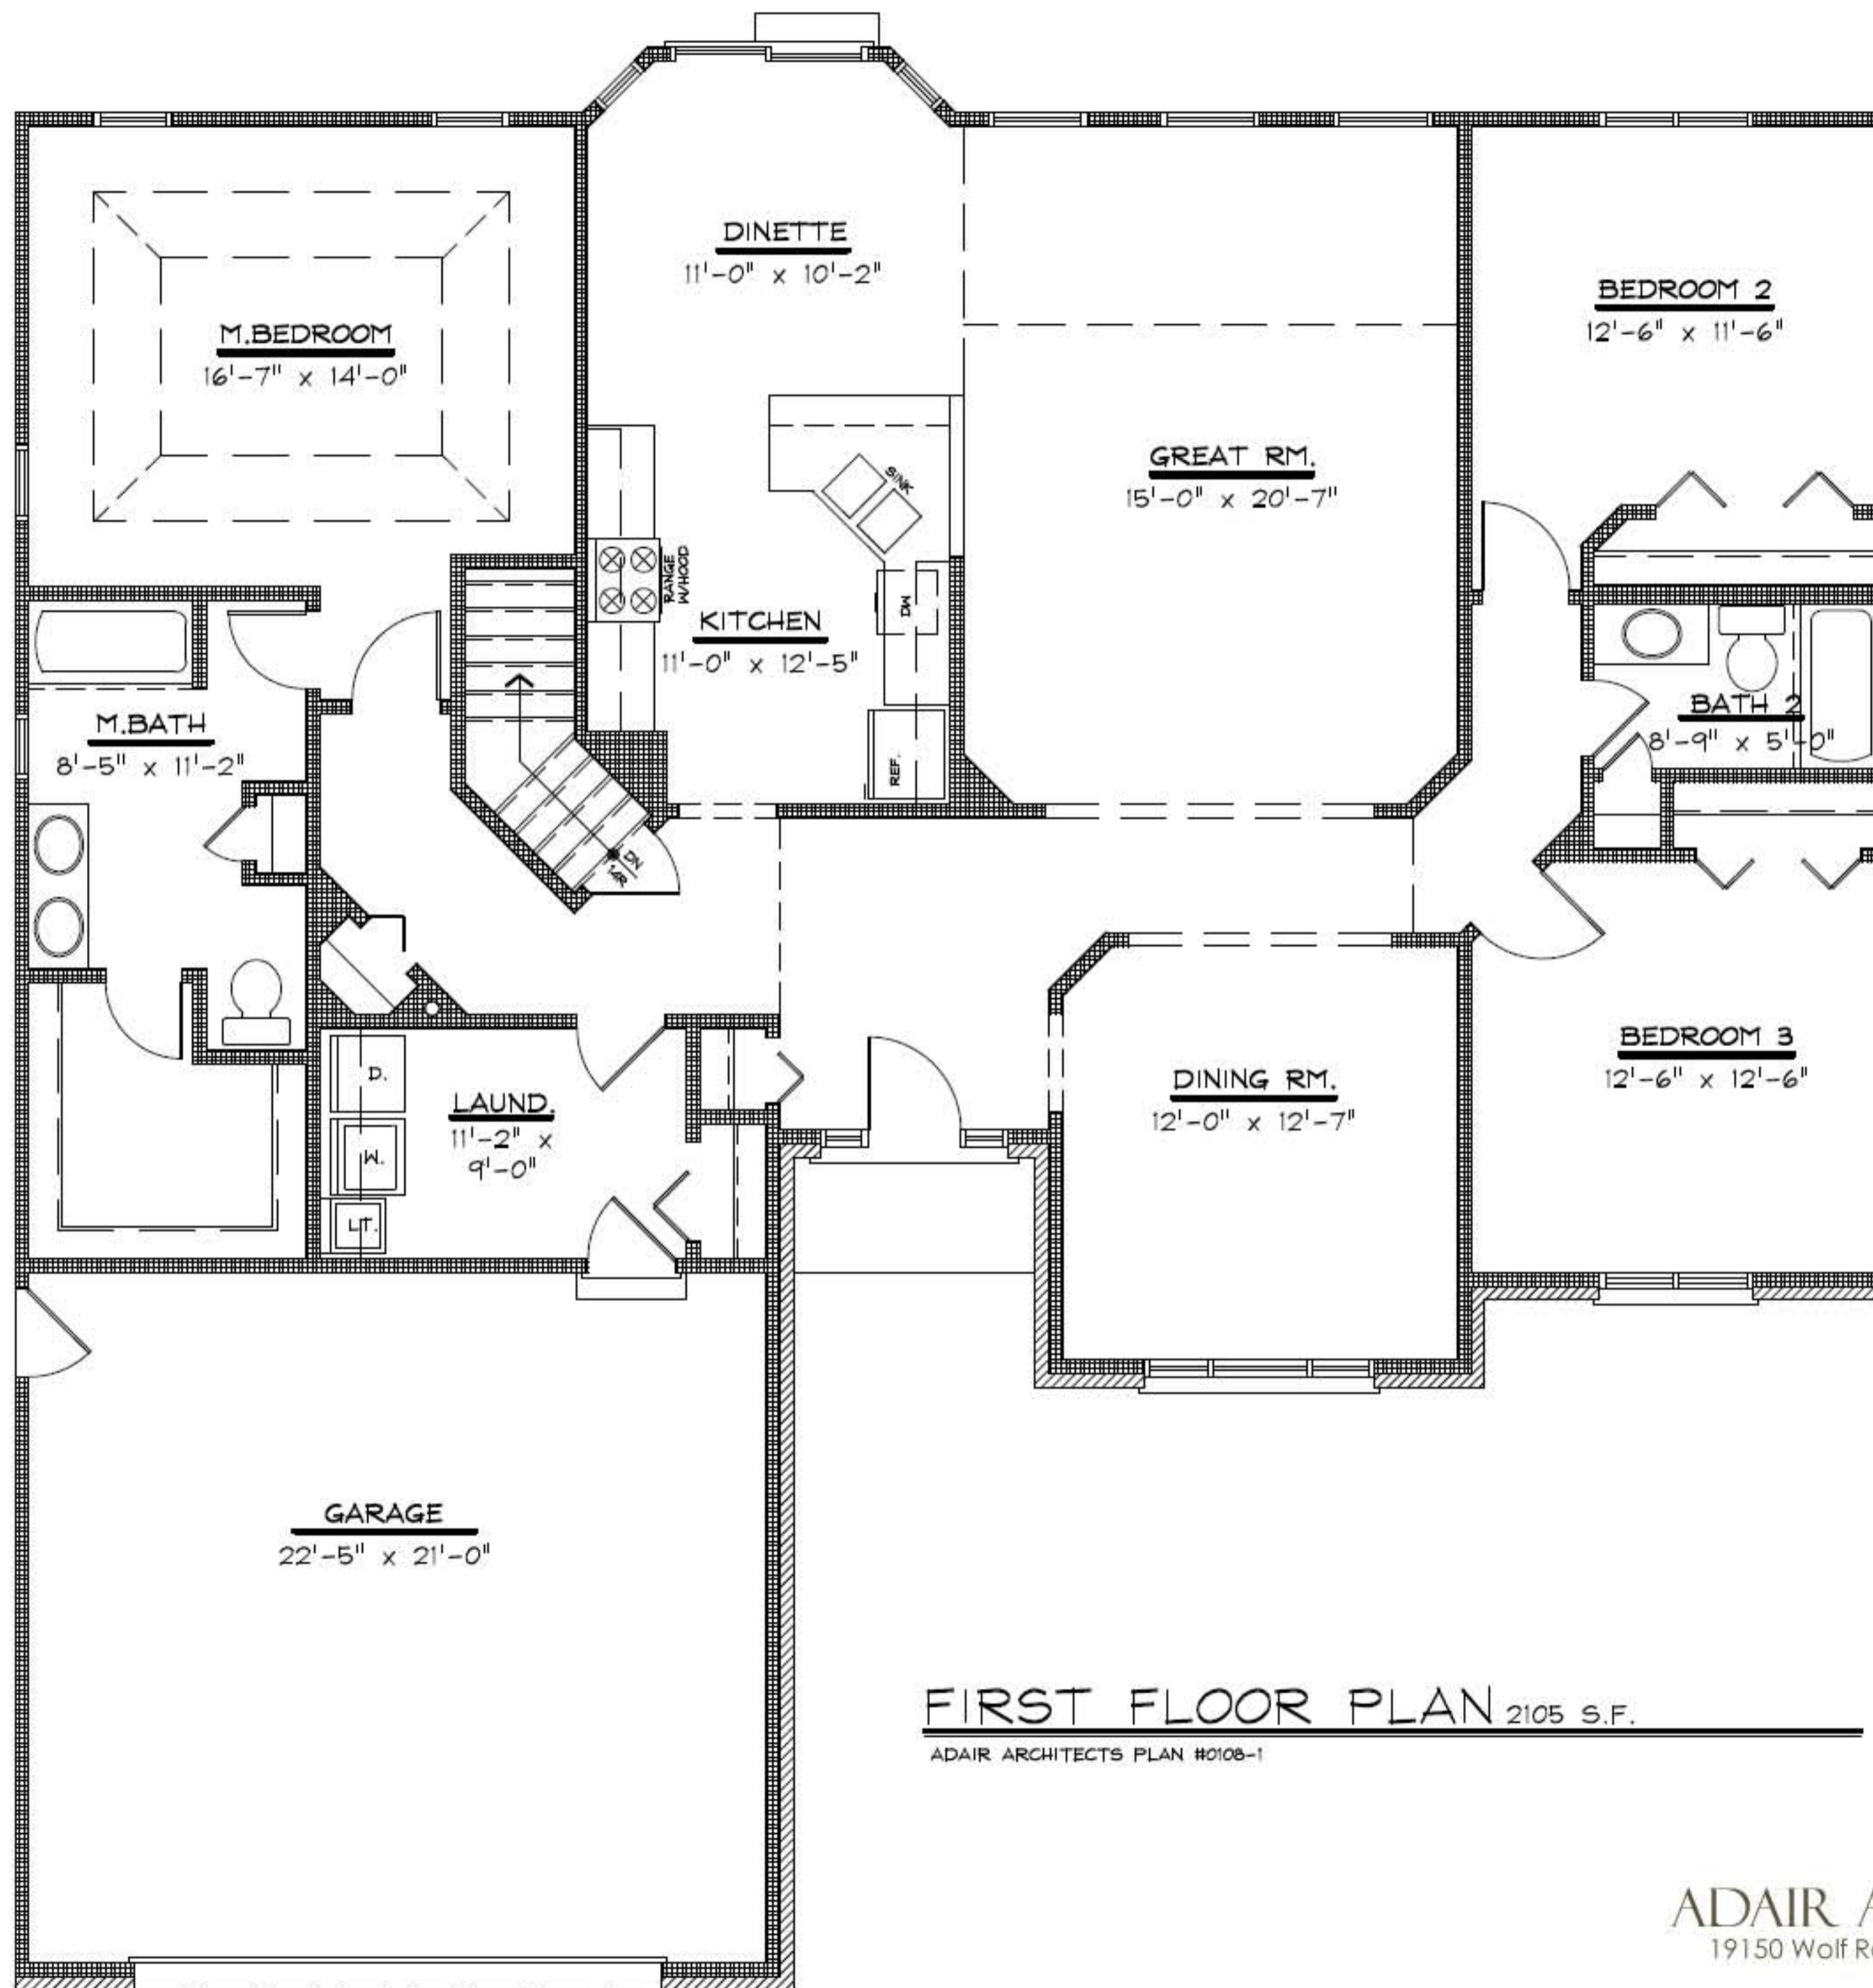 DINETTE
11'-0" x 10'-2"
M.BEDROOM
16'-7" x 14'-0"
BEDROOM 2
12'-6" x 11'-6"
GREAT RM.
15'-0" x 20'-7"
SINK
RANGE
W/HOOD
DW
KITCHEN
11'-0" x 12'-5"
REF.
M.BATH
8'-5" x 11'-2"
BATH 2
8'-9" x 5'-0"
DN
14R
BEDROOM 3
12'-6" x 12'-6"
DINING RM.
12'-0" x 12'-7"
D.
W.
L.T.
LAUND.
11'-2" x
9'-0"
GARAGE
22'-5" x 21'-0"
FIRST FLOOR PLAN 2105 S.F.
ADAIR ARCHITECTS PLAN #0108-1
ADAIR A
19150 Wolf R